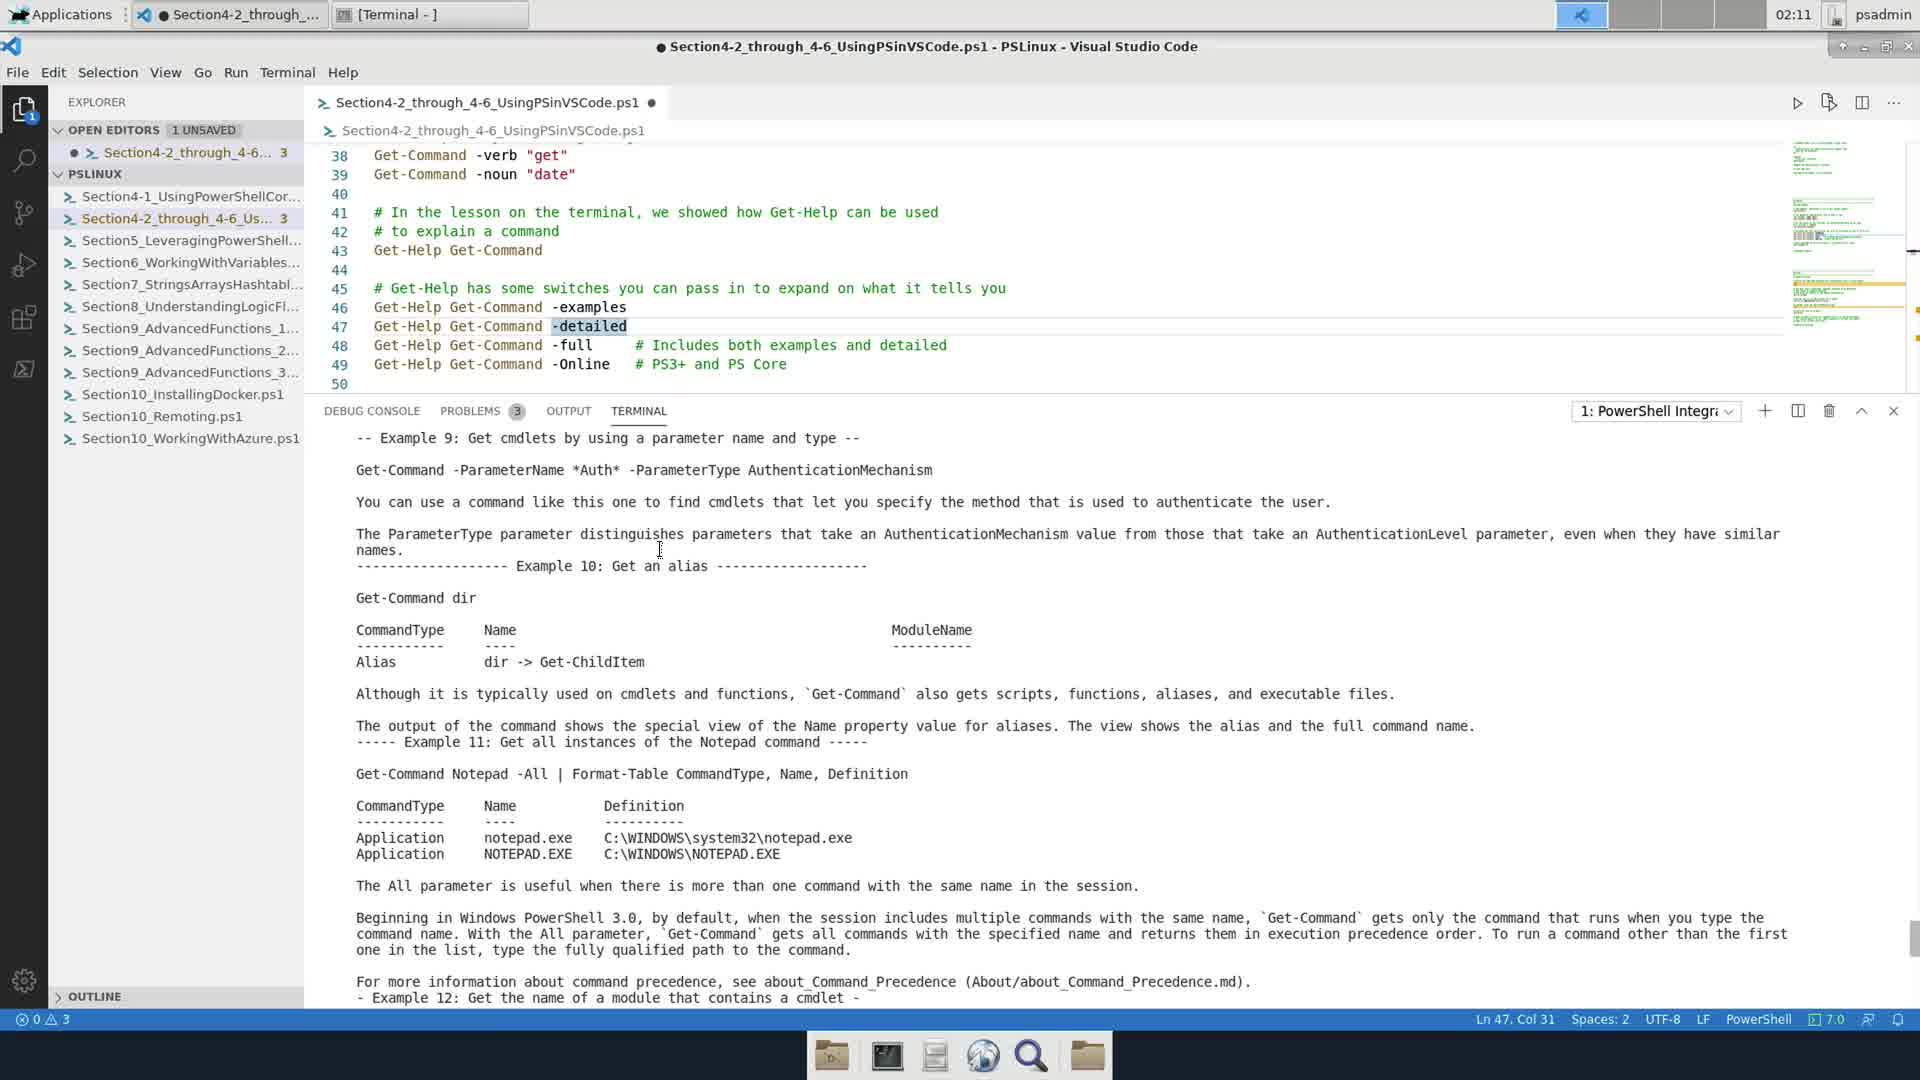 Applications
● Section4-2_through_...
[Terminal - ]
02:11
psadmin
● Section4-2_through_4-6_UsingPSinVSCode.ps1 - PSLinux - Visual Studio Code
File Edit Selection View Go Run Terminal Help
EXPLORER
OPEN EDITORS 1 UNSAVED
● Section4-2_through_4-6... 3
PSLINUX
Section4-1_UsingPowerShellCor...
Section4-2_through_4-6_Us... 3
Section5_LeveragingPowerShell...
Section6_WorkingWithVariables...
Section7_StringsArraysHashtabl...
Section8_UnderstandingLogicFl...
Section9_AdvancedFunctions_1...
Section9_AdvancedFunctions_2...
Section9_AdvancedFunctions_3...
Section10_InstallingDocker.ps1
Section10_Remoting.ps1
Section10_WorkingWithAzure.ps1
OUTLINE
1
Section4-2_through_4-6_UsingPSinVSCode.ps1 ●
Section4-2_through_4-6_UsingPSinVSCode.ps1
38 Get-Command -verb "get"
39 Get-Command -noun "date"
40
41 # In the lesson on the terminal, we showed how Get-Help can be used
42 # to explain a command
43 Get-Help Get-Command
44
45 # Get-Help has some switches you can pass in to expand on what it tells you
46 Get-Help Get-Command -examples
47 Get-Help Get-Command -detailed
48 Get-Help Get-Command -full # Includes both examples and detailed
49 Get-Help Get-Command -Online # PS3+ and PS Core
50
DEBUG CONSOLE PROBLEMS 3 OUTPUT TERMINAL
1: PowerShell Integra
-- Example 9: Get cmdlets by using a parameter name and type --
Get-Command -ParameterName *Auth* -ParameterType AuthenticationMechanism
You can use a command like this one to find cmdlets that let you specify the method that is used to authenticate the user.
The ParameterType parameter distinguishes parameters that take an AuthenticationMechanism value from those that take an AuthenticationLevel parameter, even when they have similar
names.
------------------- Example 10: Get an alias -------------------
Get-Command dir
CommandType Name ModuleName
----------- ---- ----------
Alias dir -> Get-ChildItem
Although it is typically used on cmdlets and functions, `Get-Command` also gets scripts, functions, aliases, and executable files.
The output of the command shows the special view of the Name property value for aliases. The view shows the alias and the full command name.
----- Example 11: Get all instances of the Notepad command -----
Get-Command Notepad -All | Format-Table CommandType, Name, Definition
CommandType Name Definition
----------- ---- ----------
Application notepad.exe C:\WINDOWS\system32\notepad.exe
Application NOTEPAD.EXE C:\WINDOWS\NOTEPAD.EXE
The All parameter is useful when there is more than one command with the same name in the session.
Beginning in Windows PowerShell 3.0, by default, when the session includes multiple commands with the same name, `Get-Command` gets only the command that runs when you type the
command name. With the All parameter, `Get-Command` gets all commands with the specified name and returns them in execution precedence order. To run a command other than the first
one in the list, type the fully qualified path to the command.
For more information about command precedence, see about_Command_Precedence (About/about_Command_Precedence.md).
- Example 12: Get the name of a module that contains a cmdlet -
0 3
Ln 47, Col 31 Spaces: 2 UTF-8 LF PowerShell 7.0